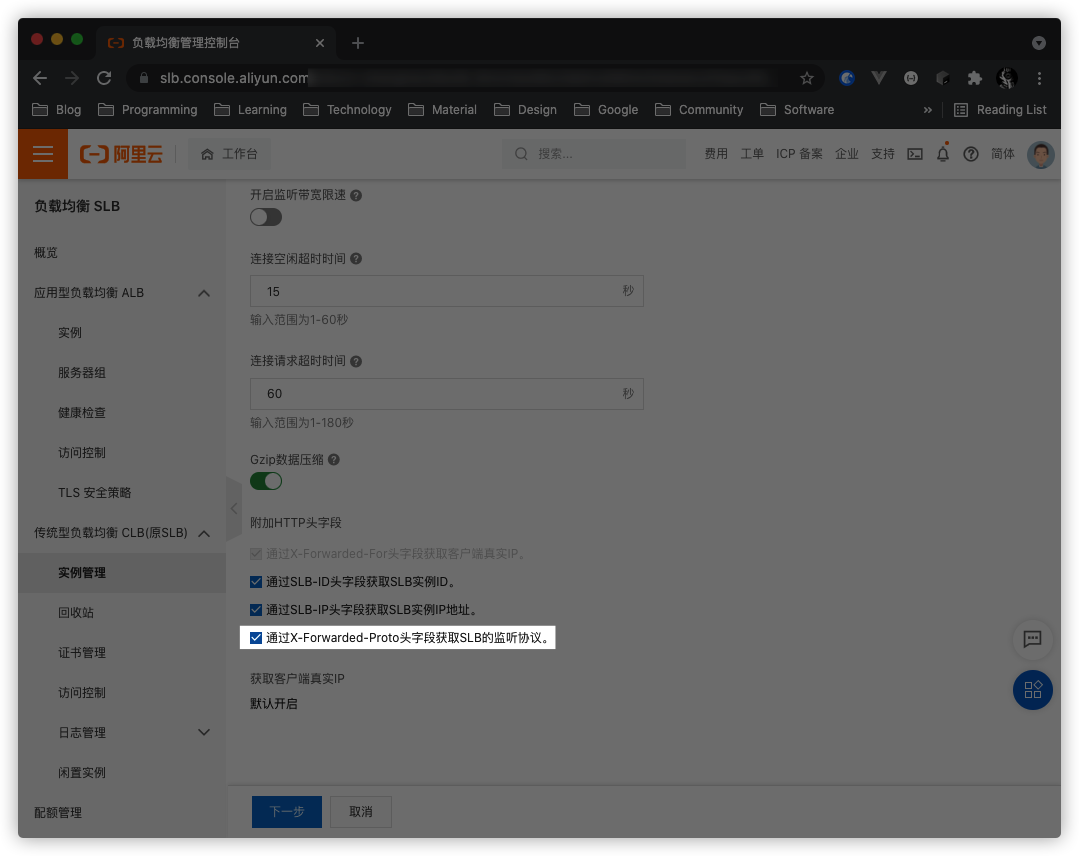 负载均衡管理控制台
slb.console.aliyun.com
Blog Programming Learning Technology Material Design Google Community Software » Reading List
阿里云 工作台 搜索... 费用 工单 ICP 备案 企业 支持 简体
负载均衡 SLB
概览
应用型负载均衡 ALB
实例
服务器组
健康检查
访问控制
TLS 安全策略
传统型负载均衡 CLB(原SLB)
实例管理
回收站
证书管理
访问控制
日志管理
闲置实例
配额管理
开启监听带宽限速
连接空闲超时时间
15 秒
输入范围为1-60秒
连接请求超时时间
60 秒
输入范围为1-180秒
Gzip数据压缩
附加HTTP头字段
通过X-Forwarded-For头字段获取客户端真实IP。
通过SLB-ID头字段获取SLB实例ID。
通过SLB-IP头字段获取SLB实例IP地址。
通过X-Forwarded-Proto头字段获取SLB的监听协议。
获取客户端真实IP
默认开启
下一步 取消